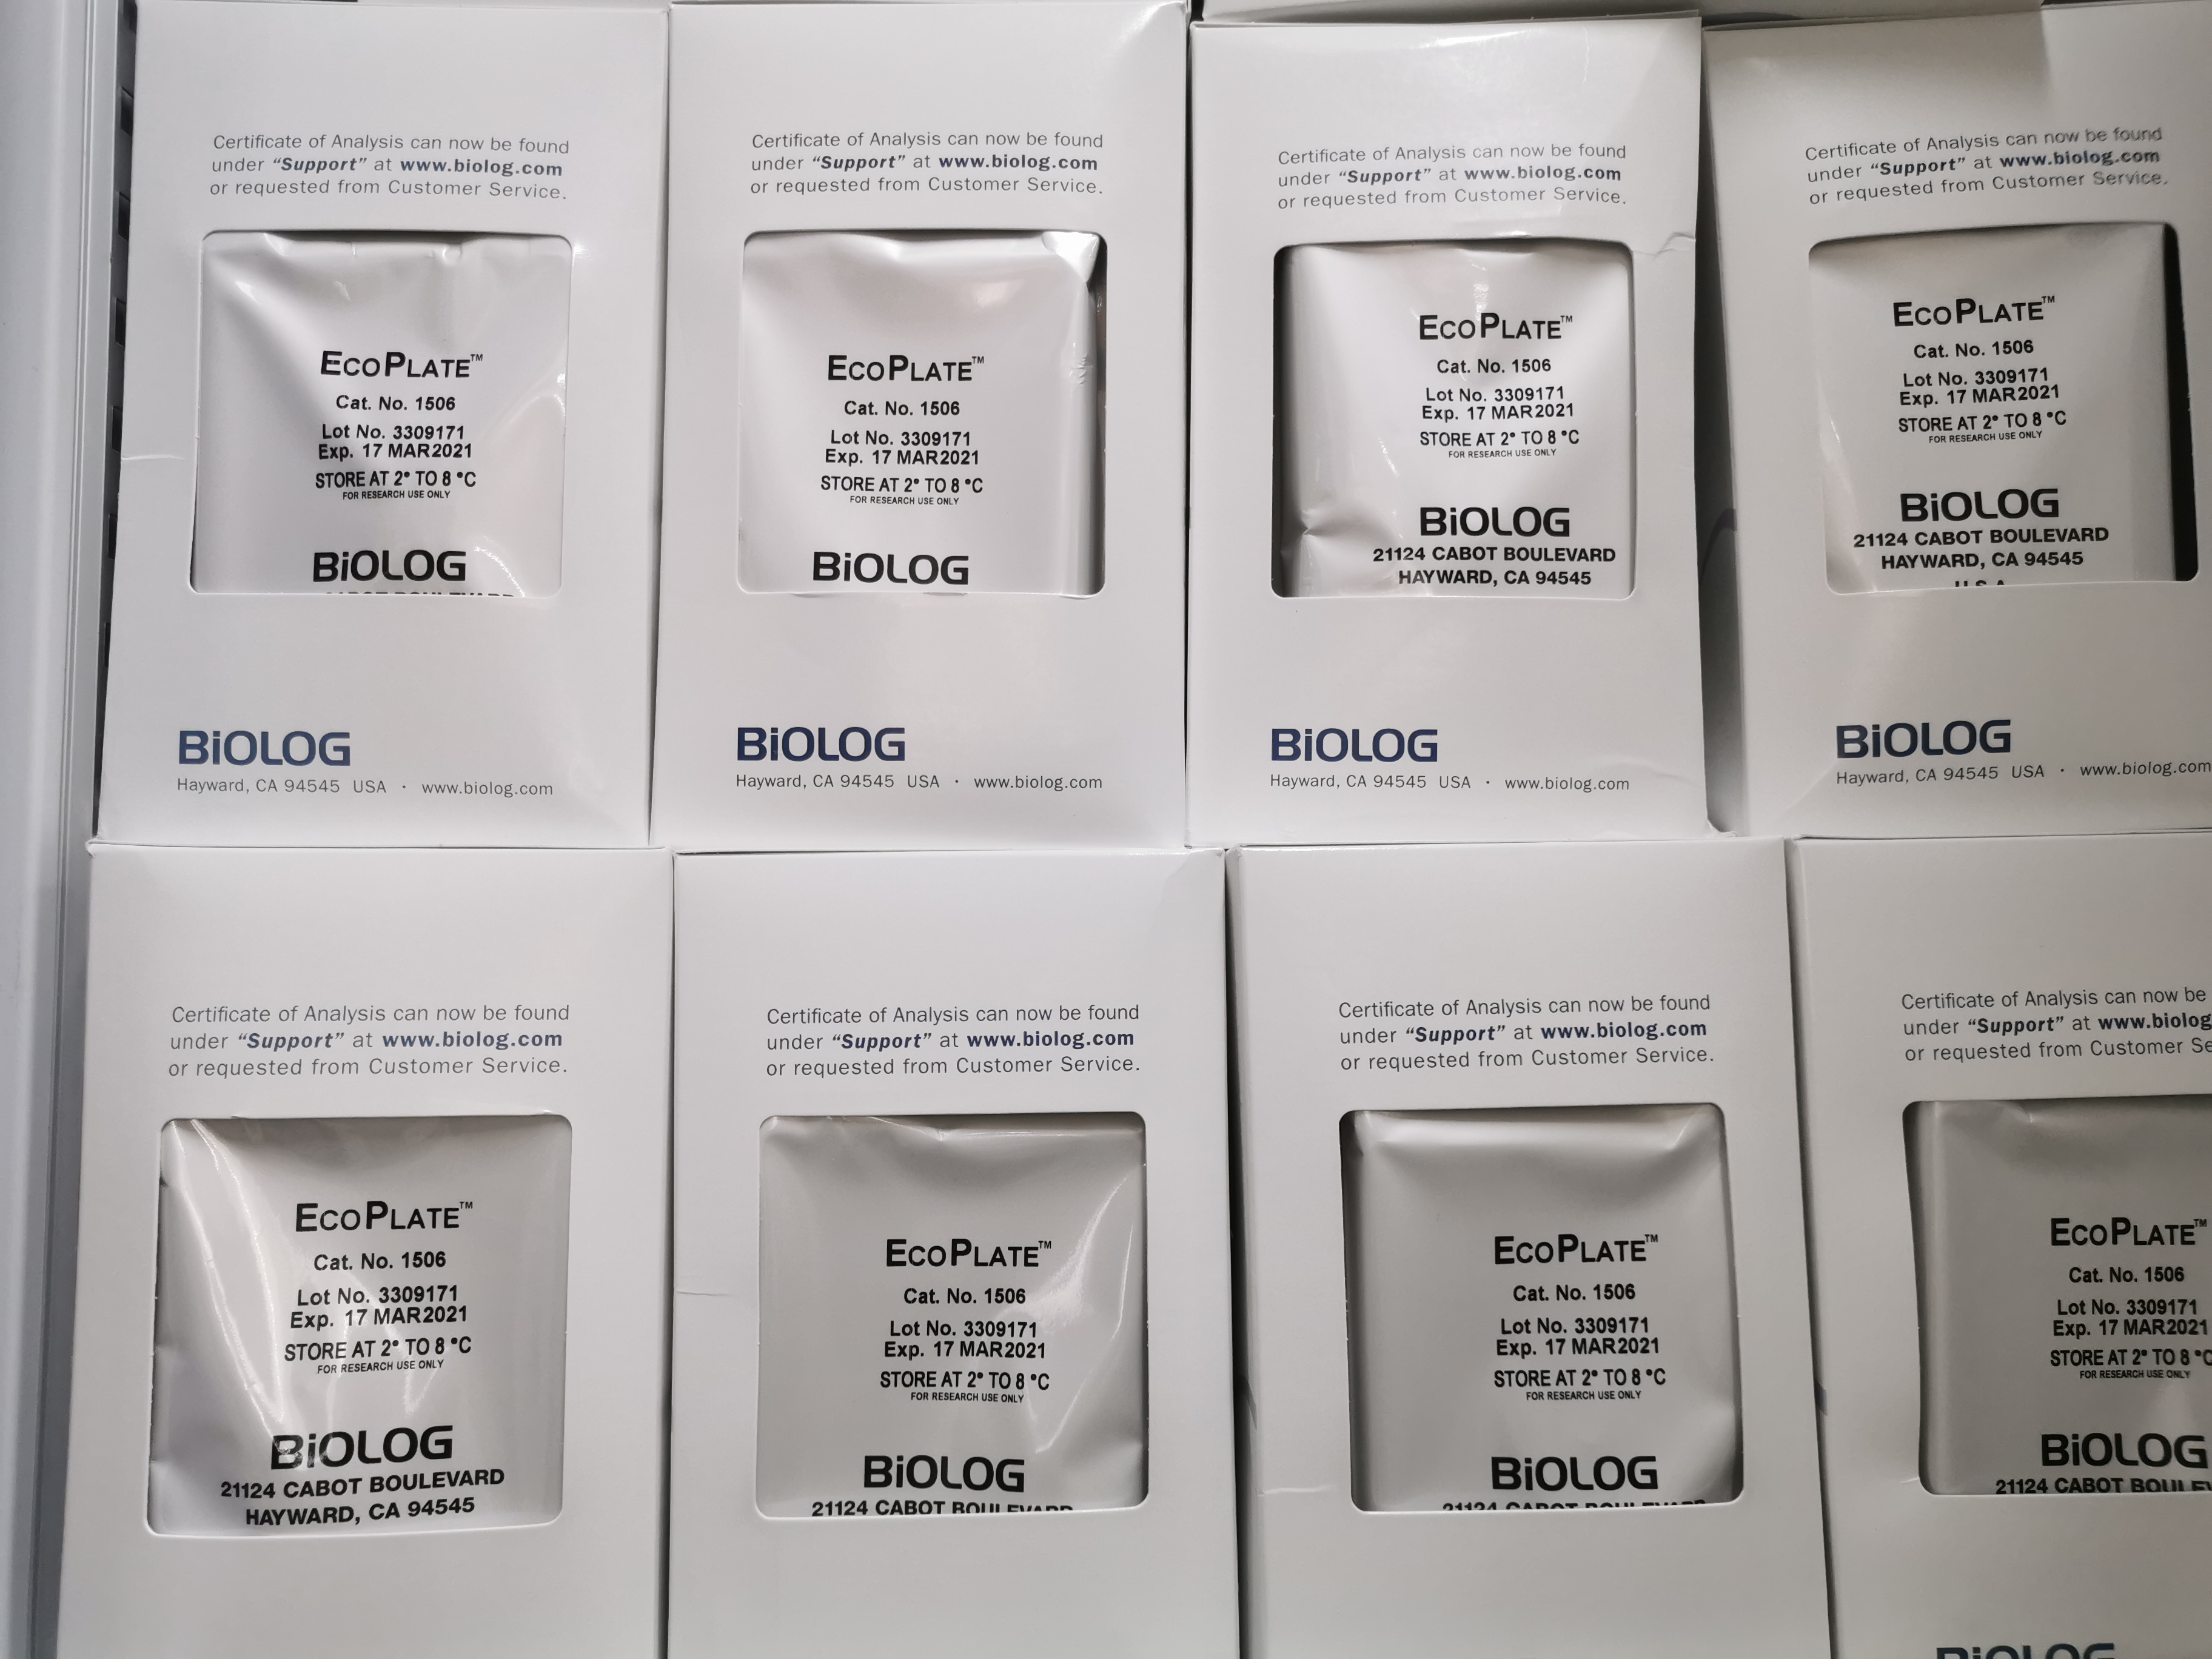 Certificate of Analysis can now be found
under “Support” at www.biolog.com
or requested from Customer Service.
ECOPLATE™
Cat. No. 1506
Lot No. 3309171
Exp. 17 MAR2021
STORE AT 2° TO 8 °C
FOR RESEARCH USE ONLY
BiOLOG
CABOT BOULEVARD
BiOLOG
Hayward, CA 94545 USA · www.biolog.com
Certificate of Analysis can now be found
under “Support” at www.biolog.com
or requested from Customer Service.
ECOPLATE™
Cat. No. 1506
Lot No. 3309171
Exp. 17 MAR2021
STORE AT 2° TO 8 °C
FOR RESEARCH USE ONLY
BiOLOG
BiOLOG
Hayward, CA 94545 USA · www.biolog.com
Certificate of Analysis can now be found
under “Support” at www.biolog.com
or requested from Customer Service.
ECOPLATE™
Cat. No. 1506
Lot No. 3309171
Exp. 17 MAR2021
STORE AT 2° TO 8 °C
FOR RESEARCH USE ONLY
BiOLOG
21124 CABOT BOULEVARD
HAYWARD, CA 94545
BiOLOG
Hayward, CA 94545 USA · www.biolog.com
Certificate of Analysis can now be found
under “Support” at www.biolog.com
or requested from Customer Service.
ECOPLATE™
Cat. No. 1506
Lot No. 3309171
Exp. 17 MAR2021
STORE AT 2° TO 8 °C
FOR RESEARCH USE ONLY
BiOLOG
21124 CABOT BOULEVARD
HAYWARD, CA 94545
U.S.A.
BiOLOG
Hayward, CA 94545 USA · www.biolog.com
Certificate of Analysis can now be found
under “Support” at www.biolog.com
or requested from Customer Service.
ECOPLATE™
Cat. No. 1506
Lot No. 3309171
Exp. 17 MAR2021
STORE AT 2° TO 8 °C
FOR RESEARCH USE ONLY
BiOLOG
21124 CABOT BOULEVARD
HAYWARD, CA 94545
Certificate of Analysis can now be found
under “Support” at www.biolog.com
or requested from Customer Service.
ECOPLATE™
Cat. No. 1506
Lot No. 3309171
Exp. 17 MAR2021
STORE AT 2° TO 8 °C
FOR RESEARCH USE ONLY
BiOLOG
21124 CABOT BOULEVARD
Certificate of Analysis can now be found
under “Support” at www.biolog.com
or requested from Customer Service.
ECOPLATE™
Cat. No. 1506
Lot No. 3309171
Exp. 17 MAR2021
STORE AT 2° TO 8 °C
FOR RESEARCH USE ONLY
BiOLOG
21124 CABOT BOULEVARD
Certificate of Analysis can now be
under “Support” at www.biolog
or requested from Customer Se
ECOPLATE™
Cat. No. 1506
Lot No. 3309171
Exp. 17 MAR2021
STORE AT 2° TO 8 °C
FOR RESEARCH USE ONLY
BiOLOG
21124 CABOT BOULEV
BiOLOG